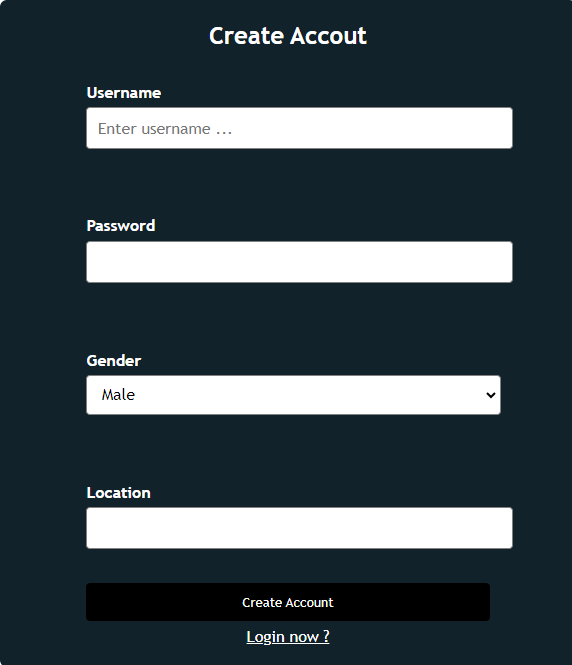 Create Accout
Username
Enter username ...
Password
Gender
Male
Location
Create Account
Login now ?